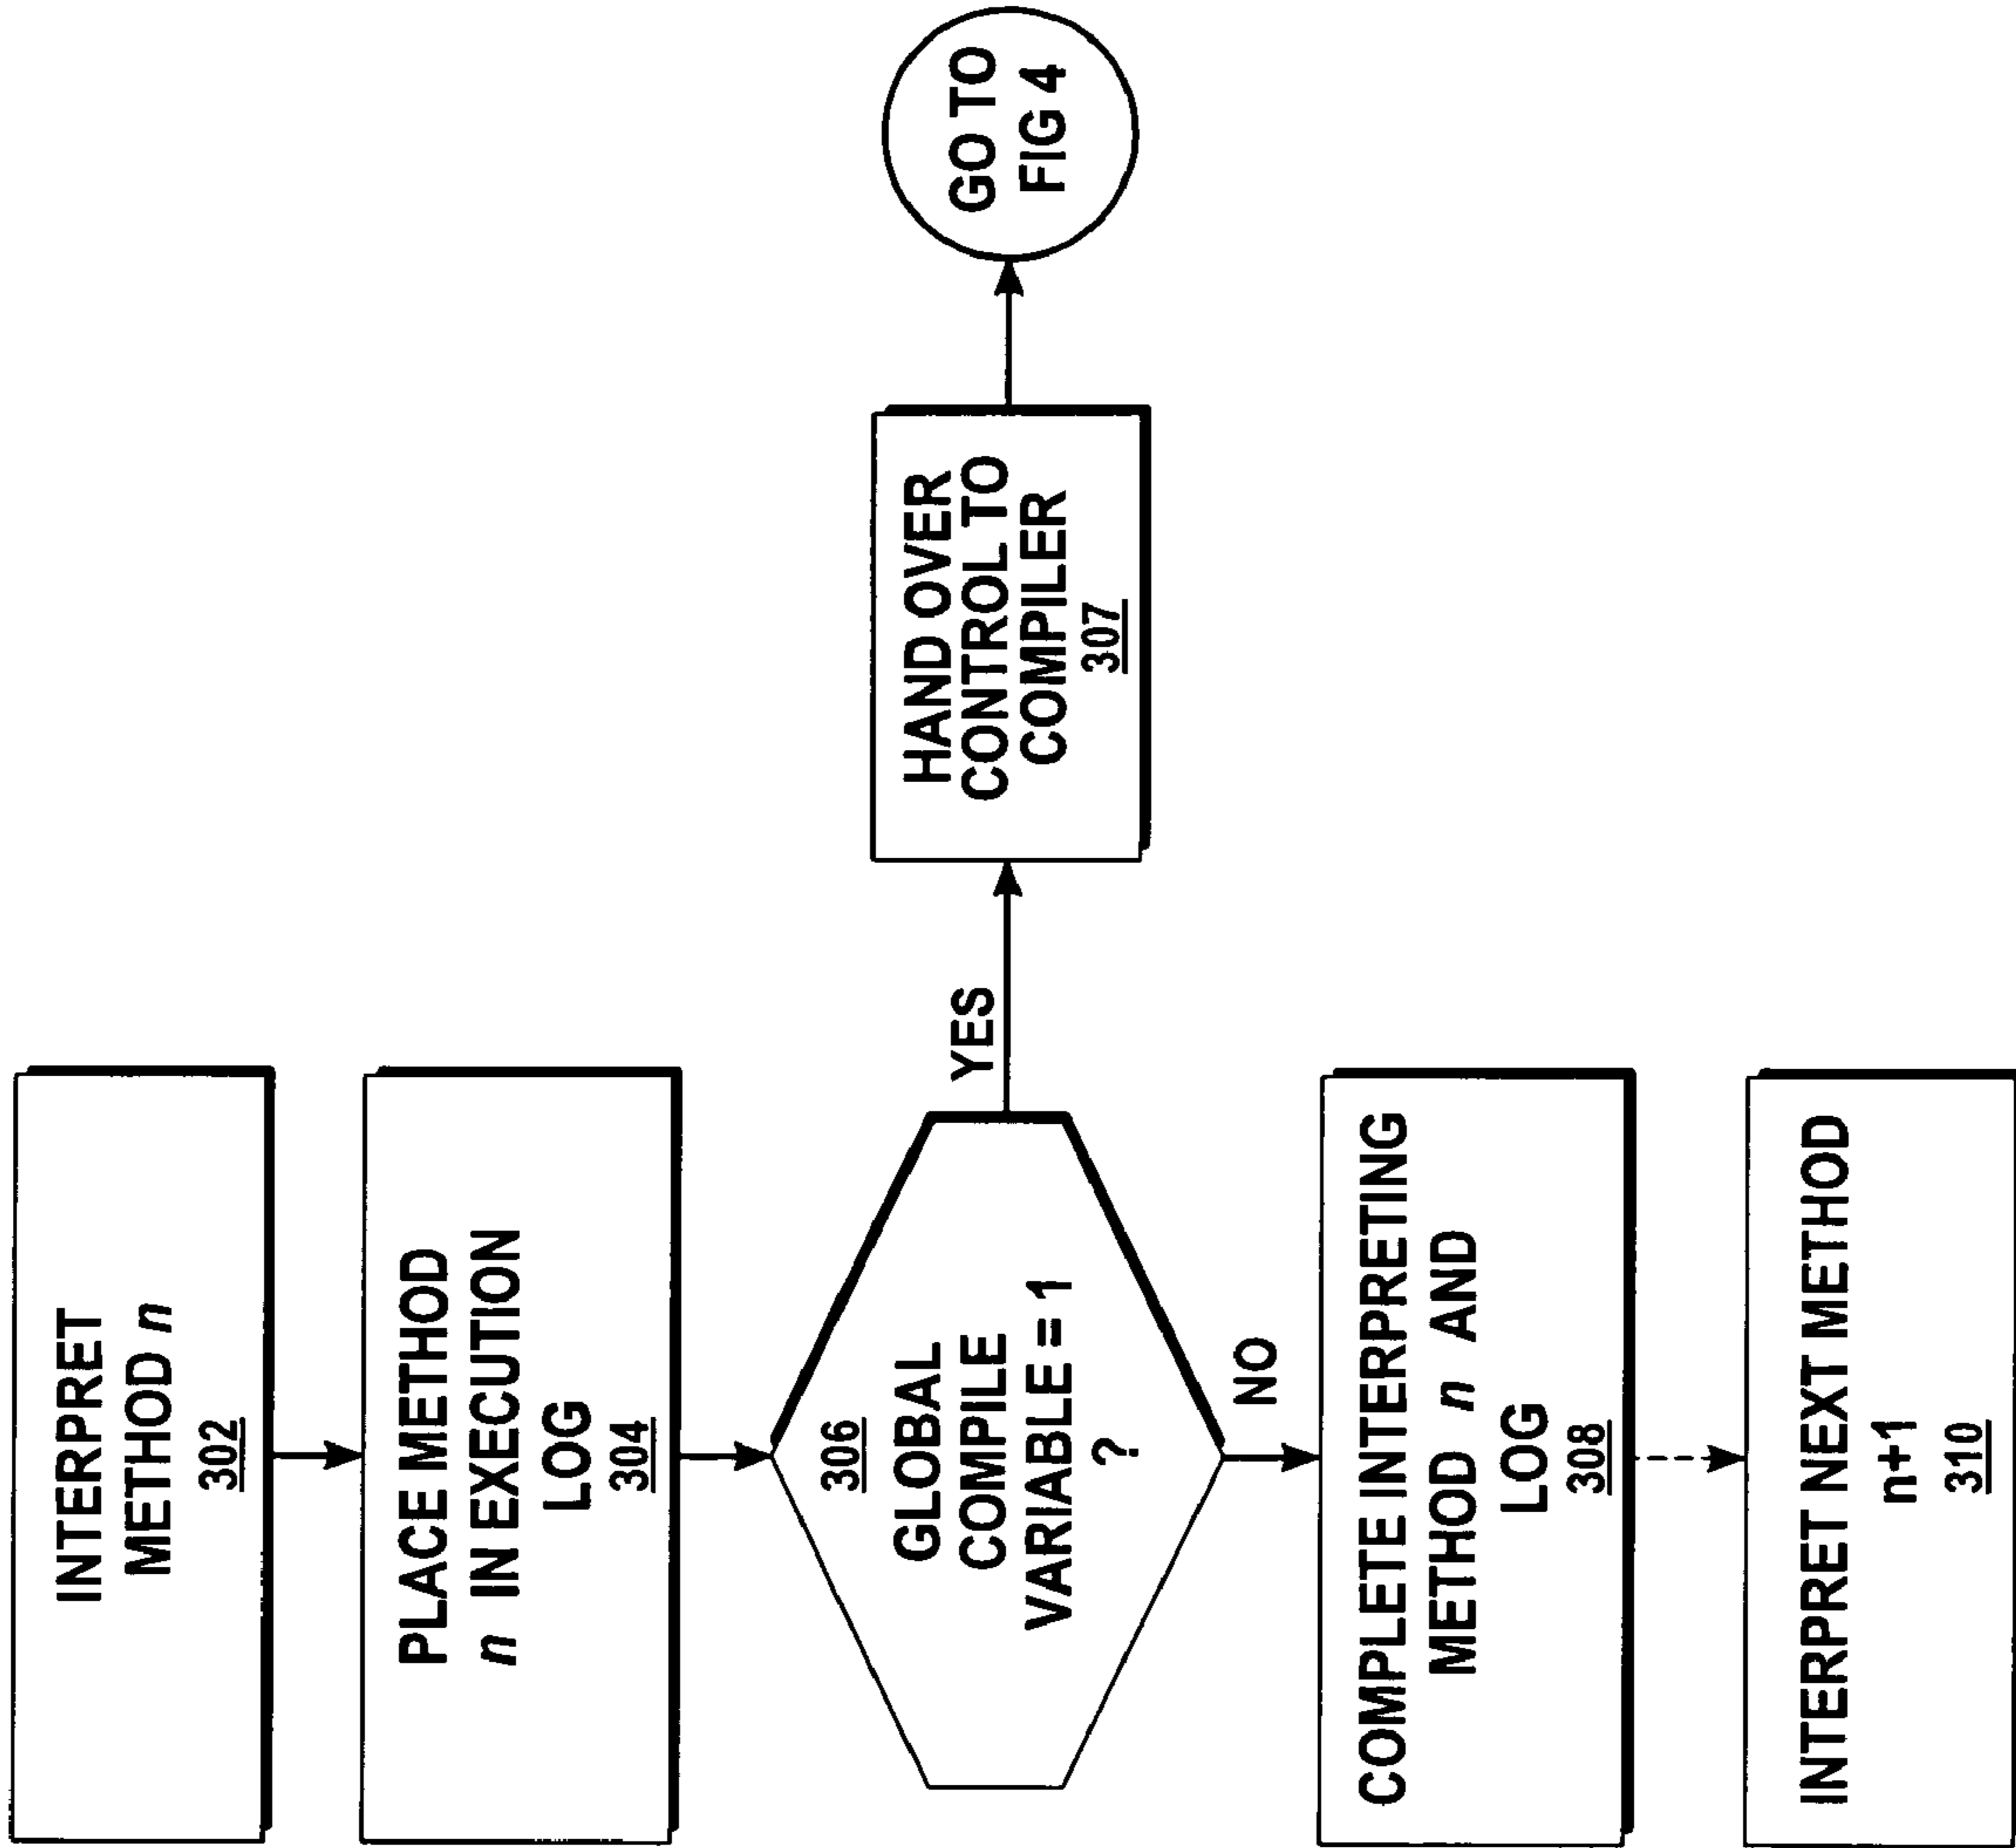 INTERPRET
METHOD n
302
PLACE METHOD
n IN EXECUTION
LOG
304
306
GLOBAL
COMPILE
VARIABLE = 1
?
YES
HAND OVER
CONTROL TO
COMPILER
307
GO TO
FIG 4
NO
COMPLETE INTERPRETING
METHOD n AND
LOG
308
INTERPRET NEXT METHOD
n+1
310